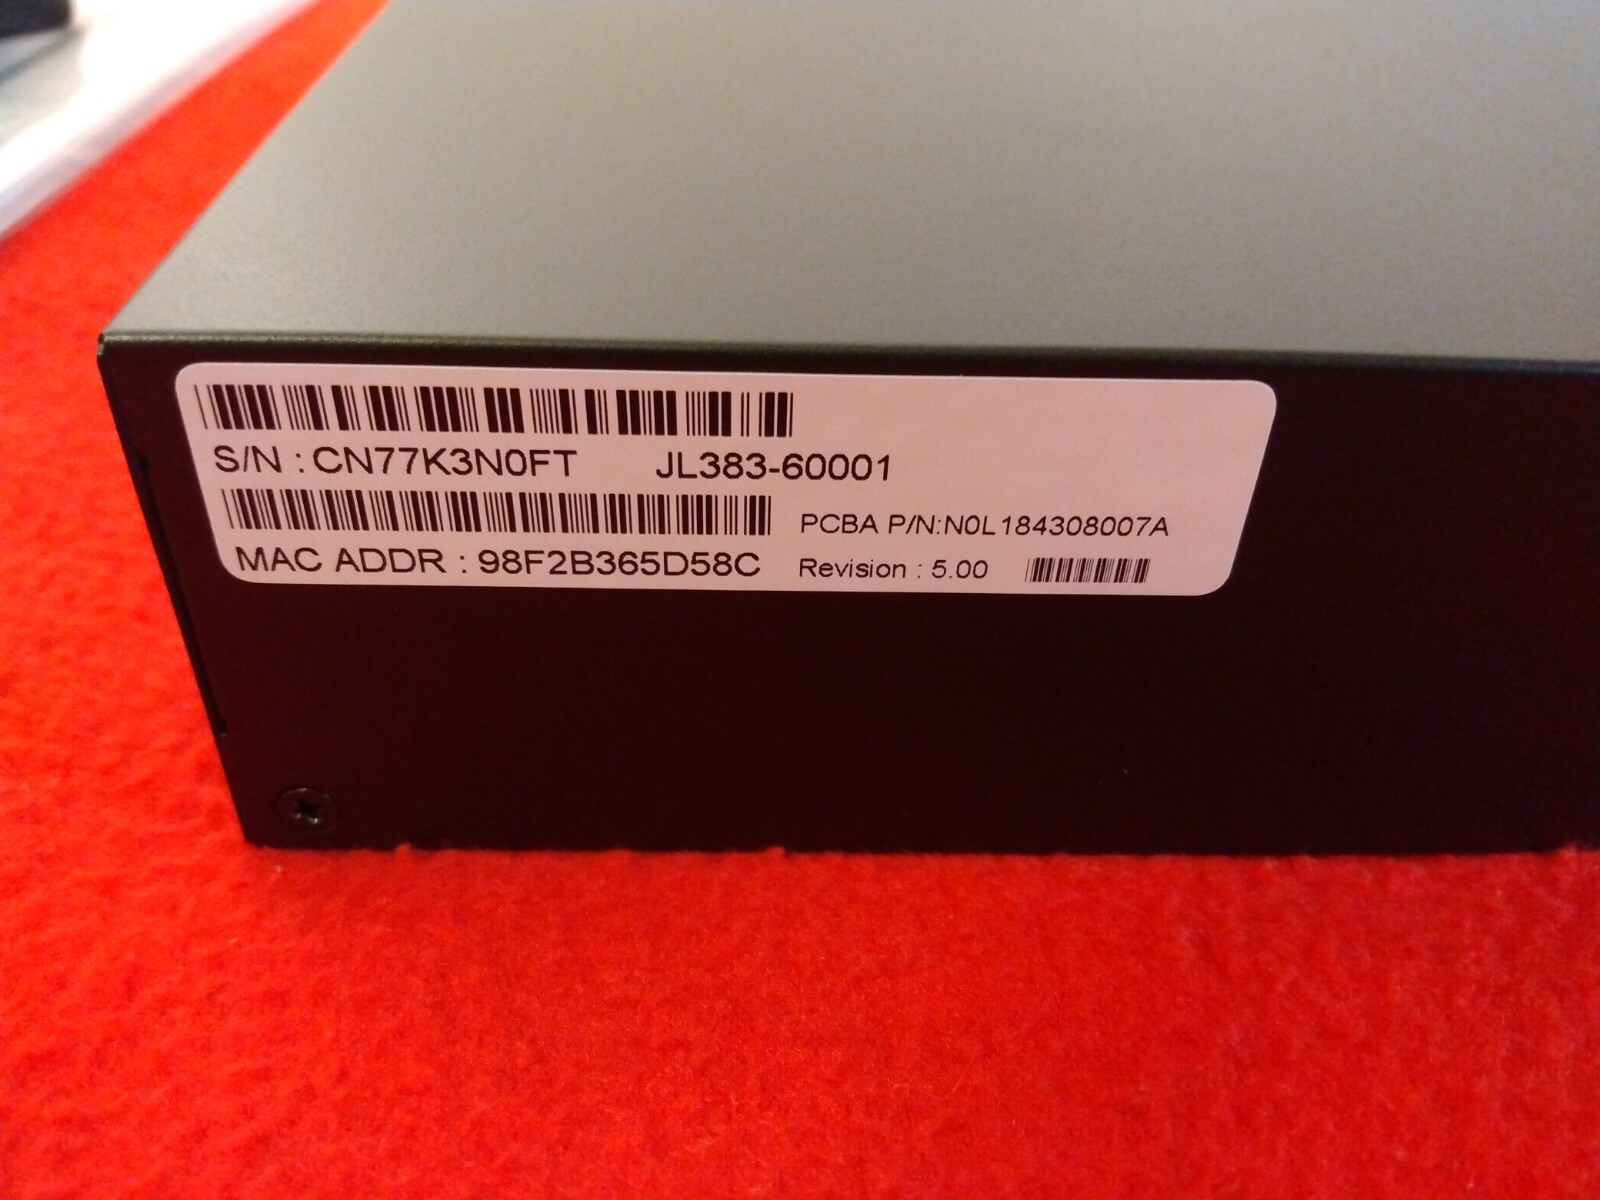 S/N : CN77K3N0FT JL383-60001
PCBA P/N:N0L184308007A
MAC ADDR : 98F2B365D58C Revision : 5.00